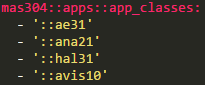 mas304::apps::app_classes:
  - '::ae31'
  - '::ana21'
  - '::hal31'
  - '::avis10'